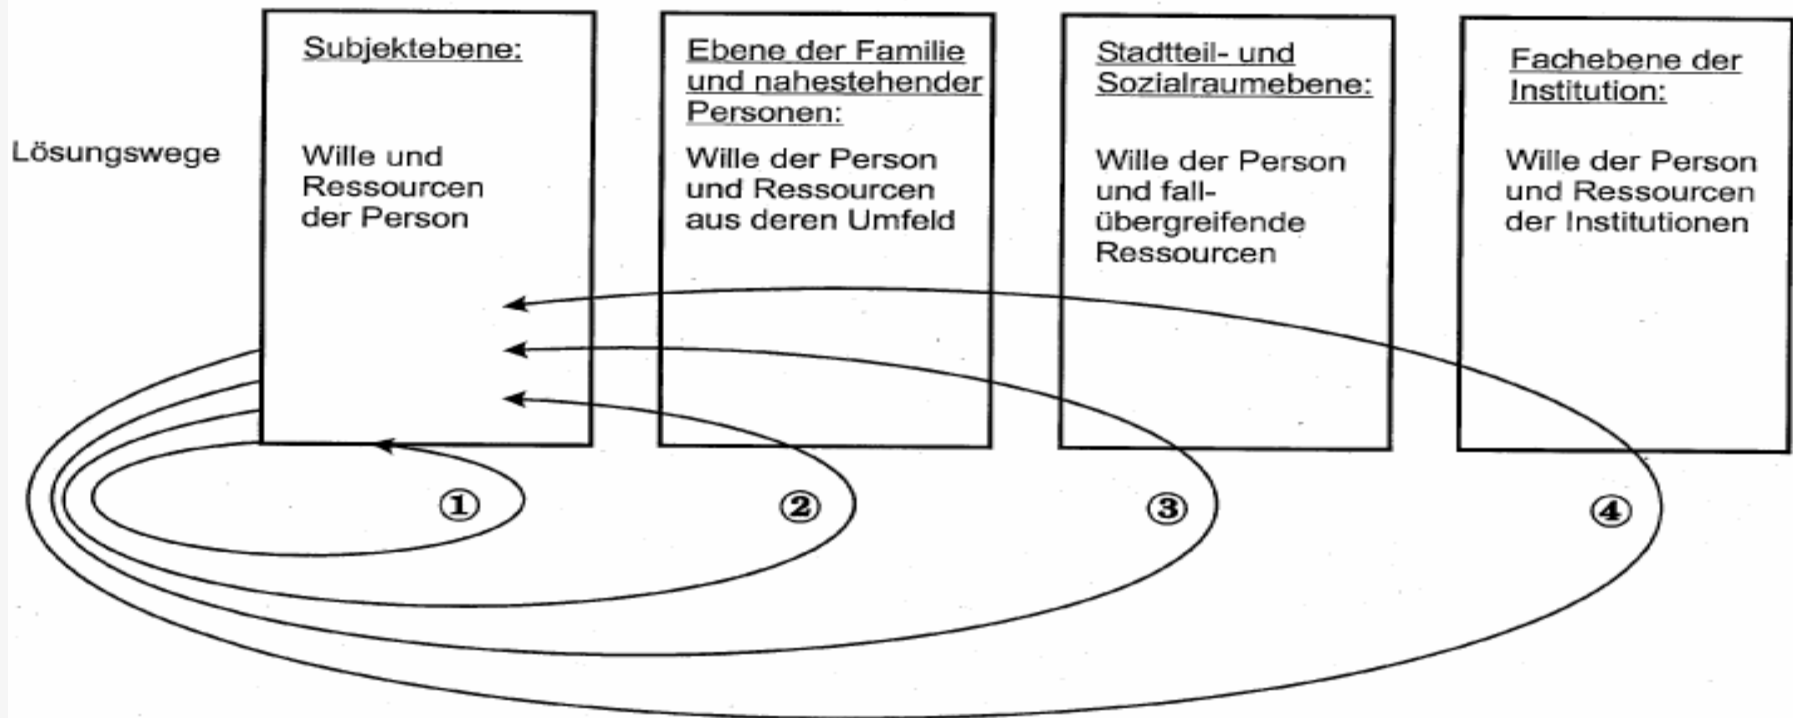 Lösungswege
Subjektebene:
Wille und
Ressourcen
der Person
Ebene der Familie
und nahestehender
Personen:
Wille der Person
und Ressourcen
aus deren Umfeld
Stadtteil- und
Sozialraumebene:
Wille der Person
und fall-
übergreifende
Ressourcen
Fachebene der
Institution:
Wille der Person
und Ressourcen
der Institutionen
①
②
③
④